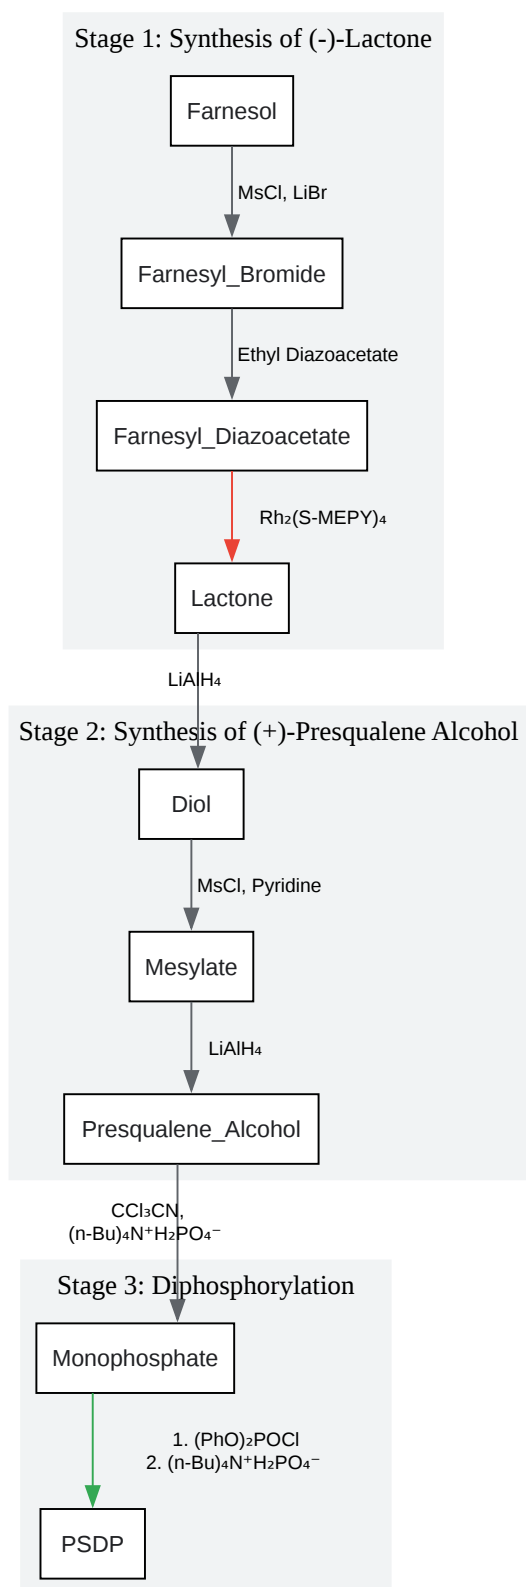 Stage 1: Synthesis of (-)-Lactone
Farnesol
MsCl, LiBr
Farnesyl_Bromide
Ethyl Diazoacetate
Farnesyl_Diazoacetate
Rh₂(S-MEPY)₄
Lactone
LiAlH₄
Stage 2: Synthesis of (+)-Presqualene Alcohol
Diol
MsCl, Pyridine
Mesylate
LiAlH₄
Presqualene_Alcohol
CCl₃CN,
(n-Bu)₄N⁺H₂PO₄⁻
Stage 3: Diphosphorylation
Monophosphate
1. (PhO)₂POCl
2. (n-Bu)₄N⁺H₂PO₄⁻
PSDP